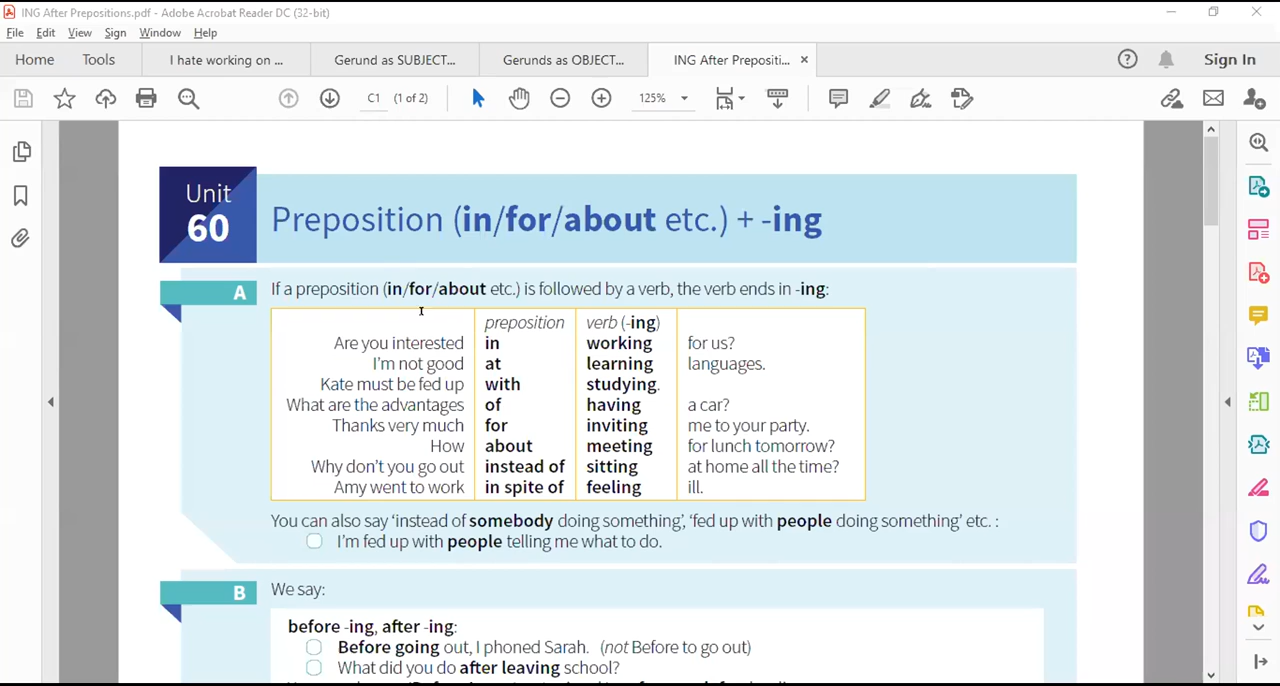 ING After Prepositions.pdf - Adobe Acrobat Reader DC (32-bit)
File Edit View Sign Window Help
Home Tools I hate working on ... Gerund as SUBJECT... Gerunds as OBJECT... ING After Prepositi... × Sign In
C1 (1 of 2) 125%
Unit
60
Preposition (in/for/about etc.) + -ing
A
If a preposition (in/for/about etc.) is followed by a verb, the verb ends in -ing:
preposition verb (-ing)
Are you interested in working for us?
I'm not good at learning languages.
Kate must be fed up with studying.
What are the advantages of having a car?
Thanks very much for inviting me to your party.
How about meeting for lunch tomorrow?
Why don't you go out instead of sitting at home all the time?
Amy went to work in spite of feeling ill.
You can also say 'instead of somebody doing something', 'fed up with people doing something' etc. :
I'm fed up with people telling me what to do.
B
We say:
before -ing, after -ing:
Before going out, I phoned Sarah. (not Before to go out)
What did you do after leaving school?